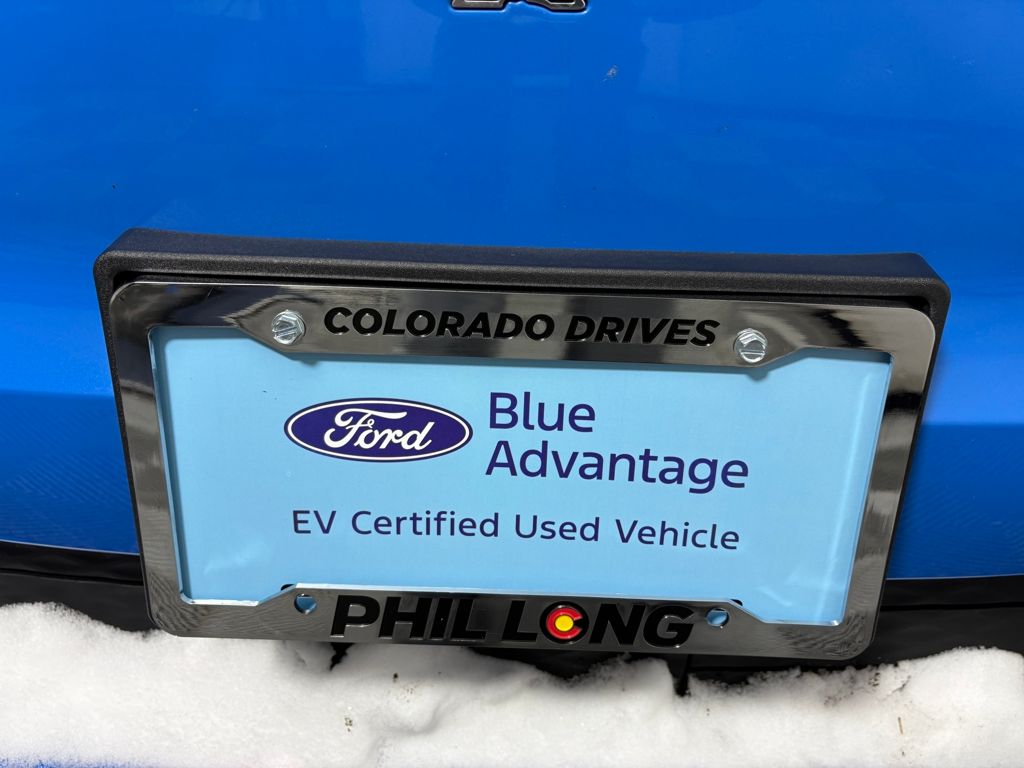 COLORADO DRIVES
Ford
Blue
Advantage
EV Certified Used Vehicle
PHIL LONG